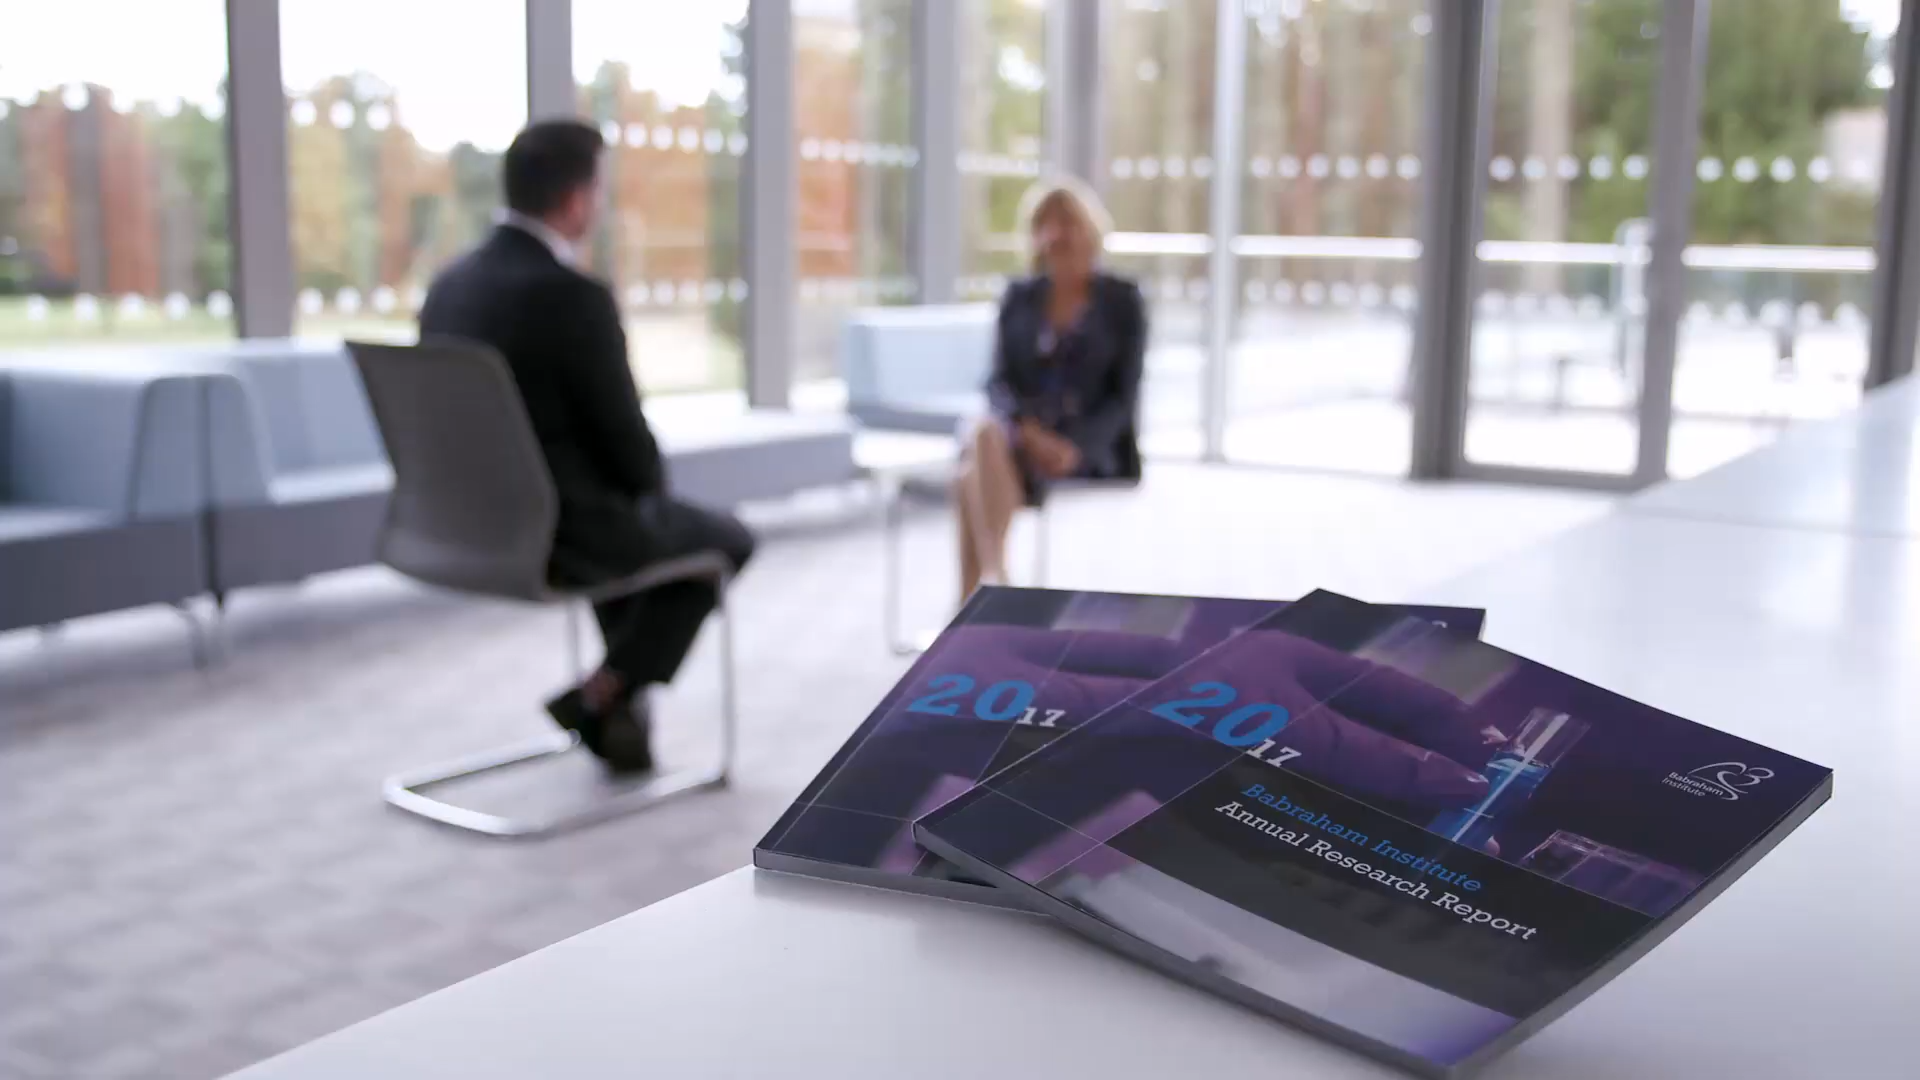 2017
2017
Babraham Institute
Annual Research Report
Babraham
Institute